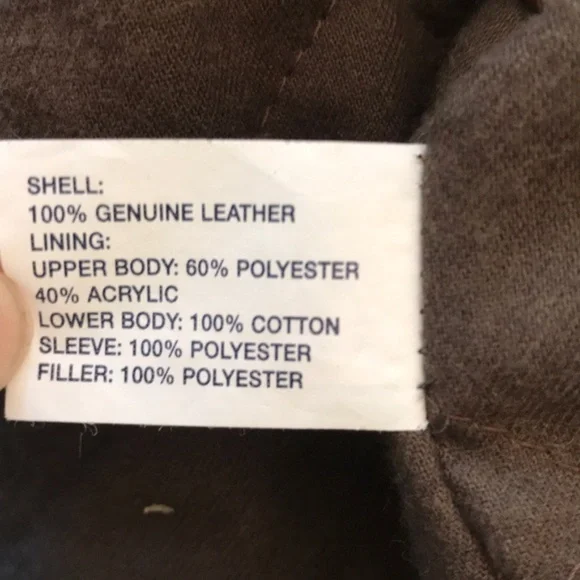 SHELL:
100% GENUINE LEATHER
LINING:
UPPER BODY: 60% POLYESTER
40% ACRYLIC
LOWER BODY: 100% COTTON
SLEEVE: 100% POLYESTER
FILLER: 100% POLYESTER